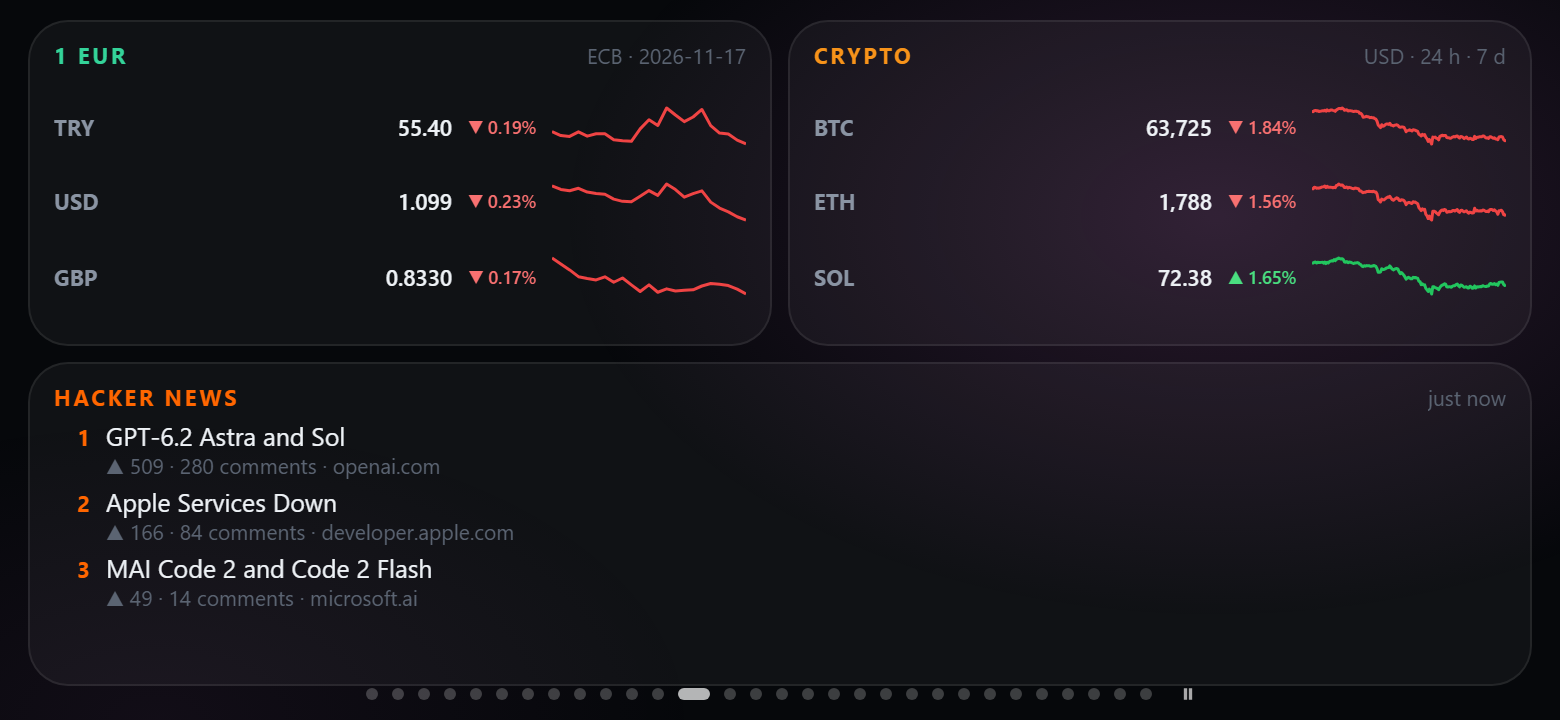 1 EUR ECB · 2026-11-17
TRY 55.40 ▼ 0.19%
USD 1.099 ▼ 0.23%
GBP 0.8330 ▼ 0.17%
CRYPTO USD · 24 h · 7 d
BTC 63,725 ▼ 1.84%
ETH 1,788 ▼ 1.56%
SOL 72.38 ▲ 1.65%
HACKER NEWS just now
1 GPT-6.2 Astra and Sol
▲ 509 · 280 comments · openai.com
2 Apple Services Down
▲ 166 · 84 comments · developer.apple.com
3 MAI Code 2 and Code 2 Flash
▲ 49 · 14 comments · microsoft.ai